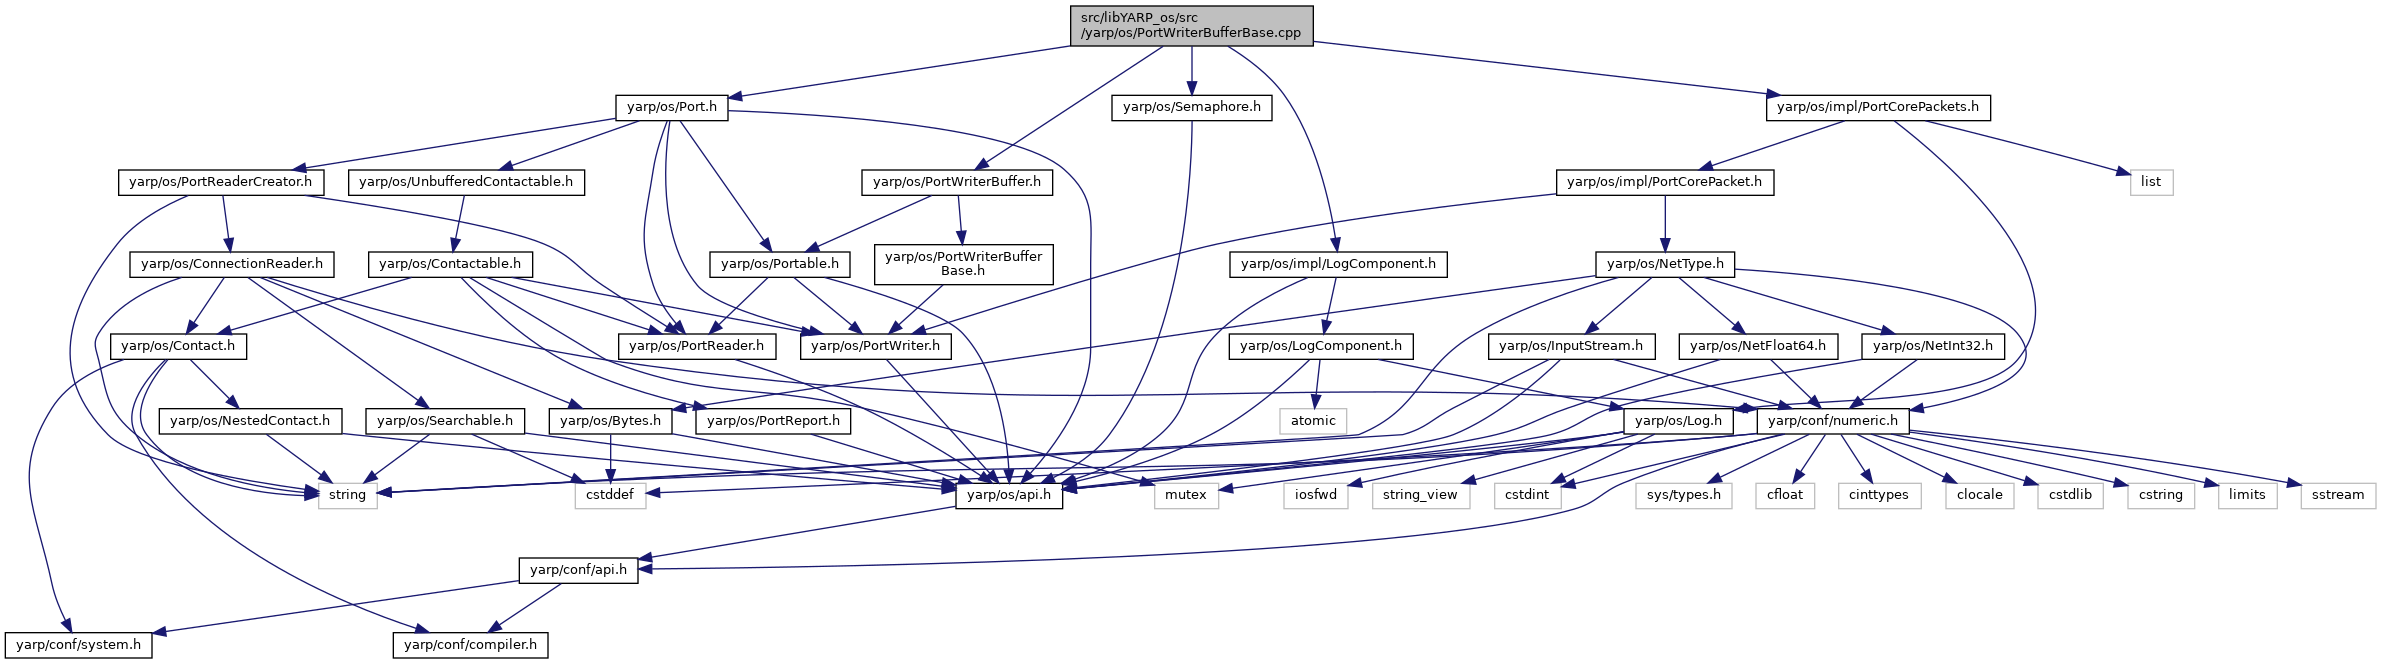 src/libYARP_os/src
/yarp/os/PortWriterBufferBase.cpp
yarp/os/Port.h
yarp/os/Semaphore.h
yarp/os/impl/PortCorePackets.h
yarp/os/PortReaderCreator.h
yarp/os/UnbufferedContactable.h
yarp/os/PortWriterBuffer.h
yarp/os/impl/PortCorePacket.h
list
yarp/os/ConnectionReader.h
yarp/os/Contactable.h
yarp/os/Portable.h
yarp/os/PortWriterBuffer
Base.h
yarp/os/impl/LogComponent.h
yarp/os/NetType.h
yarp/os/Contact.h
yarp/os/PortReader.h
yarp/os/PortWriter.h
yarp/os/LogComponent.h
yarp/os/InputStream.h
yarp/os/NetFloat64.h
yarp/os/NetInt32.h
yarp/os/NestedContact.h
yarp/os/Searchable.h
yarp/os/Bytes.h
yarp/os/PortReport.h
atomic
yarp/os/Log.h
yarp/conf/numeric.h
string
cstddef
yarp/os/api.h
mutex
iosfwd
string_view
cstdint
sys/types.h
cfloat
cinttypes
clocale
cstdlib
cstring
limits
sstream
yarp/conf/api.h
yarp/conf/system.h
yarp/conf/compiler.h